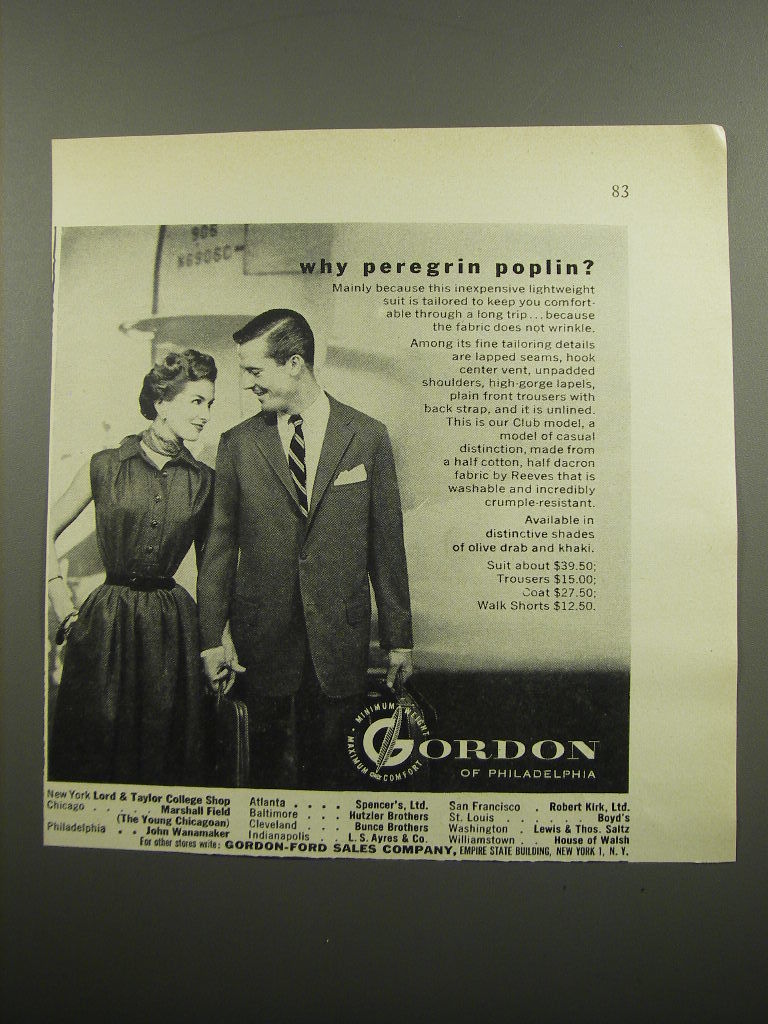 83
906
N6906C
why peregrin poplin?
Mainly because this inexpensive lightweight
suit is tailored to keep you comfort-
able through a long trip...because
the fabric does not wrinkle.
Among its fine tailoring details
are lapped seams, hook
center vent, unpadded
shoulders, high-gorge lapels,
plain front trousers with
back strap, and it is unlined.
This is our Club model, a
model of casual
distinction, made from
a half cotton, half dacron
fabric by Reeves that is
washable and incredibly
crumple-resistant.
Available in
distinctive shades
of olive drab and khaki.
Suit about $39.50;
Trousers $15.00;
Coat $27.50;
Walk Shorts $12.50.
MINIMUM WEIGHT
MAXIMUM COMFORT
GORDON
OF PHILADELPHIA
New York Lord & Taylor College Shop
Chicago . . . . . Marshall Field
(The Young Chicagoan)
Philadelphia . . John Wanamaker
Atlanta . . . . Spencer's, Ltd.
Baltimore . . . Hutzler Brothers
Cleveland . . . Bunce Brothers
Indianapolis . . L. S. Ayres & Co.
San Francisco . Robert Kirk, Ltd.
St. Louis . . . . . . Boyd's
Washington . Lewis & Thos. Saltz
Williamstown . . House of Walsh
For other stores write: GORDON-FORD SALES COMPANY, EMPIRE STATE BUILDING, NEW YORK 1, N. Y.